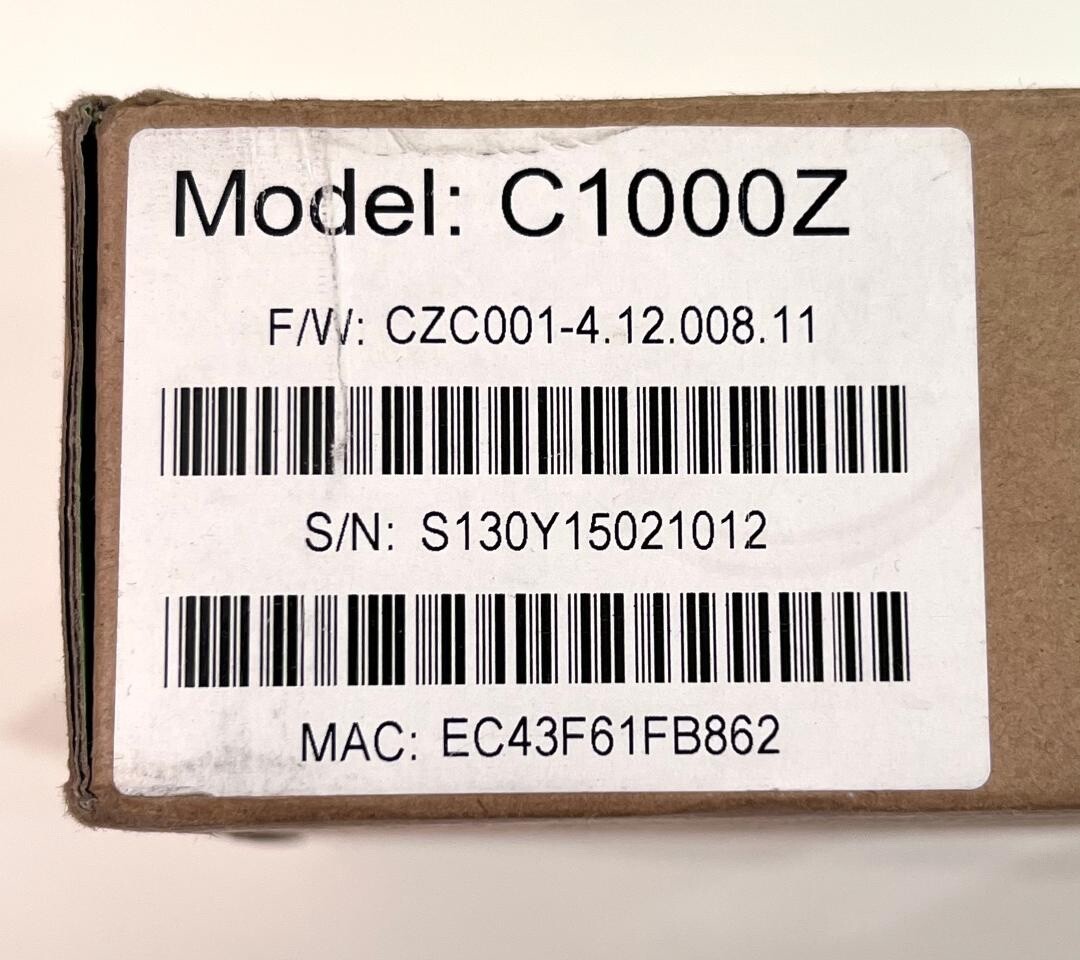 Model: C1000Z
F/W: CZC001-4.12.008.11
S/N: S130Y15021012
MAC: EC43F61FB862